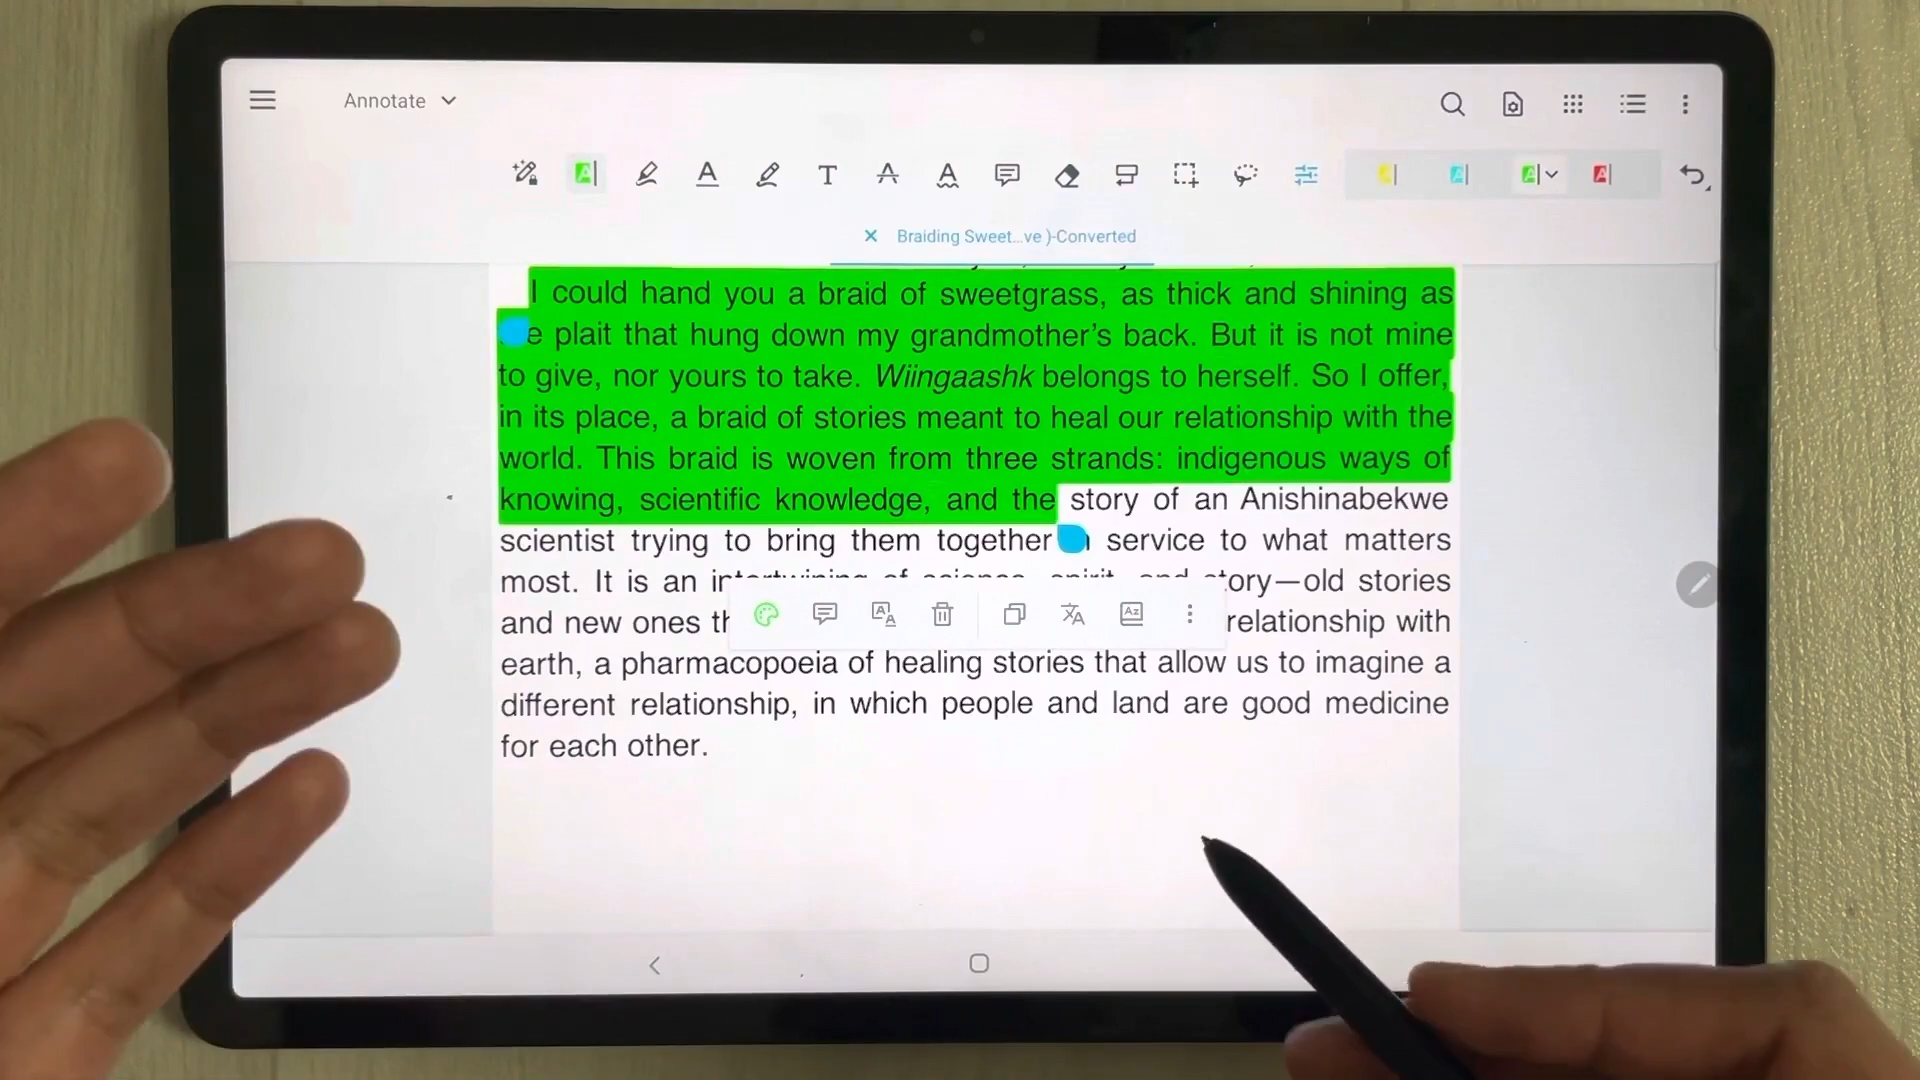 Annotate
Braiding Sweet...ve )-Converted
I could hand you a braid of sweetgrass, as thick and shining as
plait that hung down my grandmother's back. But it is not mine
to give, nor yours to take. Wiingaashk belongs to herself. So I offer,
in its place, a braid of stories meant to heal our relationship with the
world. This braid is woven from three strands: indigenous ways of
knowing, scientific knowledge, and the story of an Anishinabekwe
scientist trying to bring them together service to what matters
most. It is an intertwining of science, spirit, and story—old stories
and new ones relationship with
earth, a pharmacopoeia of healing stories that allow us to imagine a
different relationship, in which people and land are good medicine
for each other.